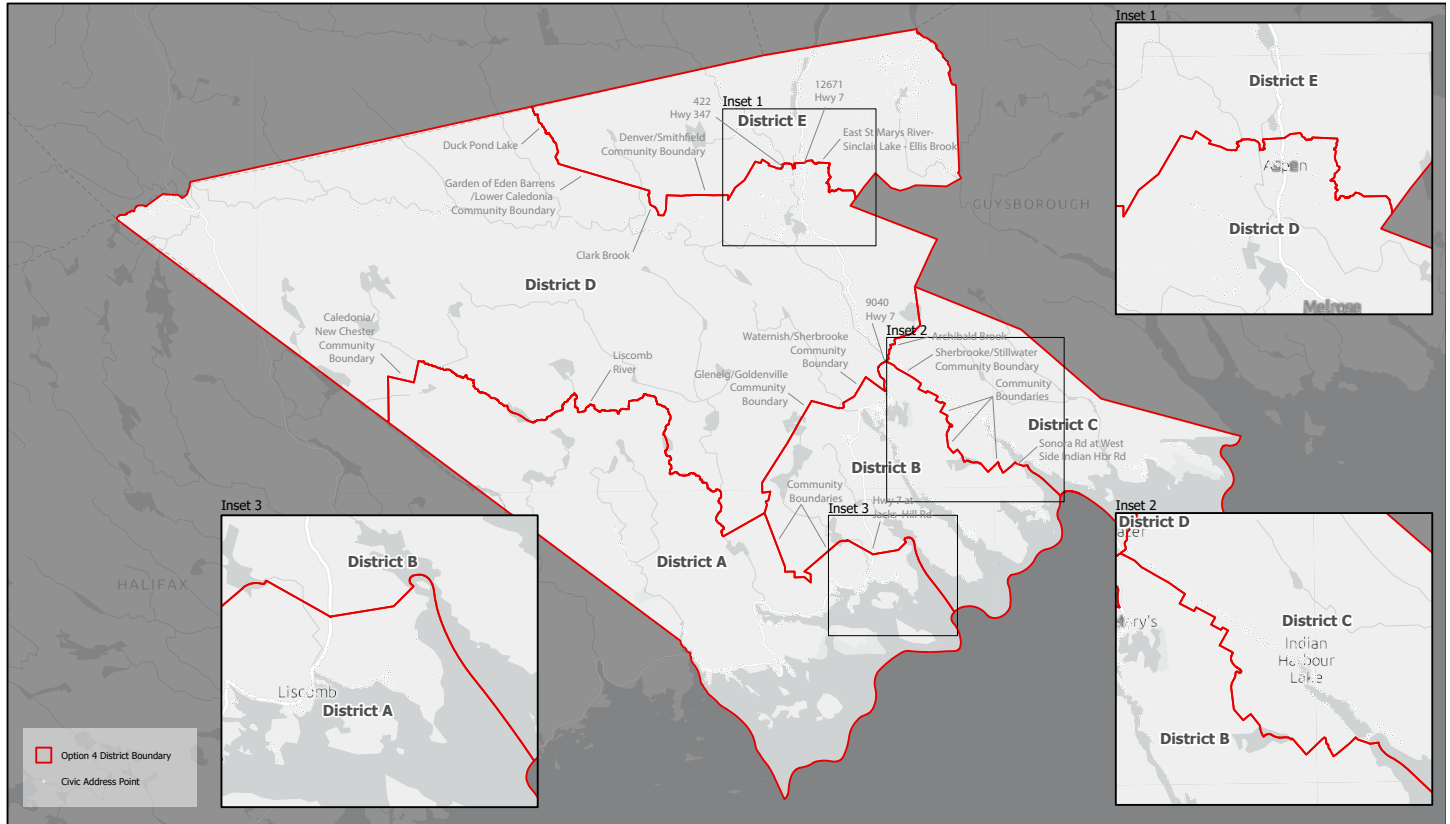 Inset 1
District E
Aspen
District D
Melrose
12671
Hwy 7
422
Hwy 347
Inset 1
District E
Denver/Smithfield
Community Boundary
East St Marys River-
Sinclair Lake - Ellis Brook
Duck Pond Lake
Garden of Eden Barrens
/Lower Caledonia
Community Boundary
GUYSBOROUGH
Clark Brook
District D
9040
Hwy 7
Caledonia/
New Chester
Community
Boundary
Waternish/Sherbrooke
Community
Boundary
Inset 2
Archibald Brook
Sherbrooke/Stillwater
Community Boundary
Liscomb
River
Glenelg/Goldenville
Community
Boundary
Community
Boundaries
District C
Sonora Rd at West
Side Indian Hbr Rd
District B
Community
Boundaries
Hwy 7 at
Jacks Hill Rd
Inset 3
District A
HALIFAX
Inset 3
District B
Liscomb
District A
Inset 2
District D
District C
Indian
Harbour
Lake
District B
Option 4 District Boundary
Civic Address Point